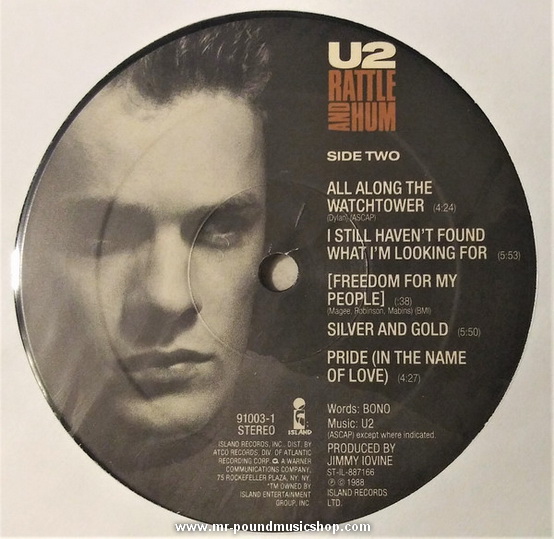 U2
RATTLE
AND HUM
SIDE TWO
ALL ALONG THE
WATCHTOWER (4:24)
(Dylan) (ASCAP)
I STILL HAVEN'T FOUND
WHAT I'M LOOKING FOR (5:53)
[FREEDOM FOR MY
PEOPLE] (:38)
(Magee, Robinson, Mabins) (BMI)
SILVER AND GOLD (5:50)
PRIDE (IN THE NAME
OF LOVE) (4:27)
91003-1
STEREO
ISLAND
ISLAND RECORDS, INC., DIST. BY
ATCO RECORDS, DIV. OF ATLANTIC
RECORDING CORP. A WARNER
COMMUNICATIONS COMPANY,
75 ROCKEFELLER PLAZA, NY, NY.
*TM OWNED BY
ISLAND ENTERTAINMENT
GROUP, INC.
Words: BONO
Music: U2
(ASCAP) except where indicated.
PRODUCED BY
JIMMY IOVINE
ST-IL-887166
℗ © 1988
ISLAND RECORDS
LTD.
www.mr-poundmusicshop.com